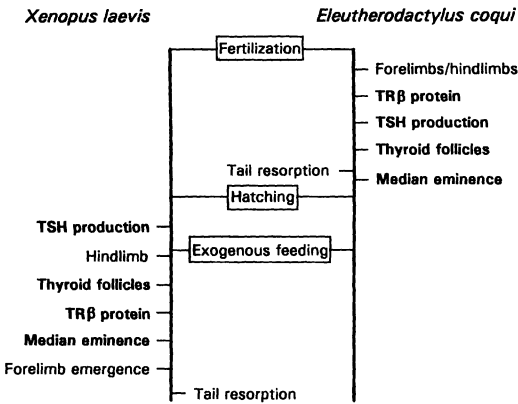 Xenopus laevis
Eleutherodactylus coqui
Fertilization
Forelimbs/hindlimbs
TRβ protein
TSH production
Thyroid follicles
Tail resorption
Median eminence
Hatching
TSH production
Exogenous feeding
Hindlimb
Thyroid follicles
TRβ protein
Median eminence
Forelimb emergence
Tail resorption